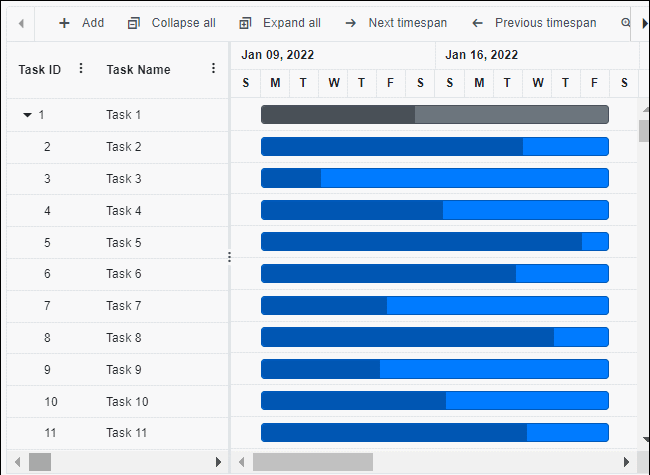 Add Collapse all Expand all Next timespan Previous timespan
Task ID Task Name Jan 09, 2022 Jan 16, 2022
S M T W T F S S M T W T F S
1 Task 1
2 Task 2
3 Task 3
4 Task 4
5 Task 5
6 Task 6
7 Task 7
8 Task 8
9 Task 9
10 Task 10
11 Task 11